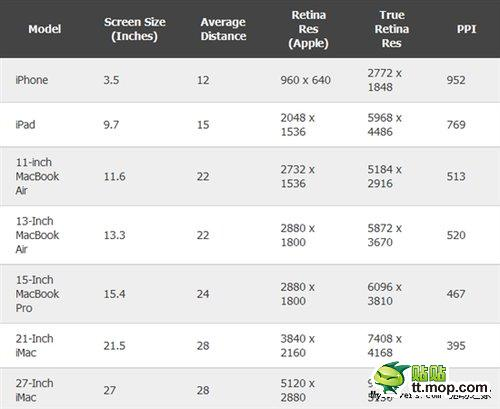 Model Screen Size (Inches) Average Distance Retina Res (Apple) True Retina Res PPI
iPhone 3.5 12 960 x 640 2772 x 1848 952
iPad 9.7 15 2048 x 1536 5968 x 4486 769
11-inch MacBook Air 11.6 22 2732 x 1536 5184 x 2916 513
13-Inch MacBook Air 13.3 22 2880 x 1800 5872 x 3670 520
15-Inch MacBook Pro 15.4 24 2880 x 1800 6096 x 3810 467
21-Inch iMac 21.5 28 3840 x 2160 7408 x 4168 395
27-Inch iMac 27 28 5120 x 2880
贴贴
tt.mop.com